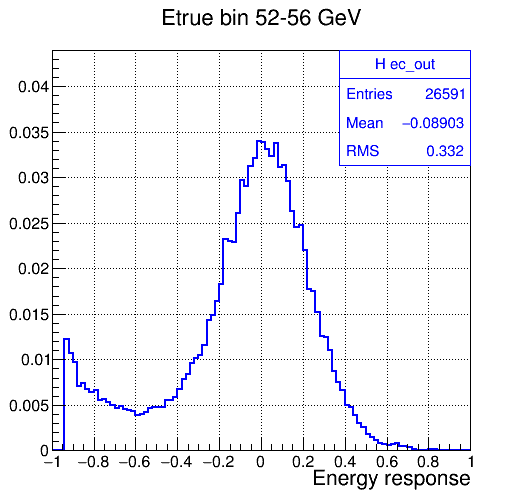 Etrue bin 52-56 GeV
H ec_out
Entries 26591
Mean −0.08903
RMS 0.332
0.04
0.035
0.03
0.025
0.02
0.015
0.01
0.005
0
−1 −0.8 −0.6 −0.4 −0.2 0 0.2 0.4 0.6 0.8 1
Energy response